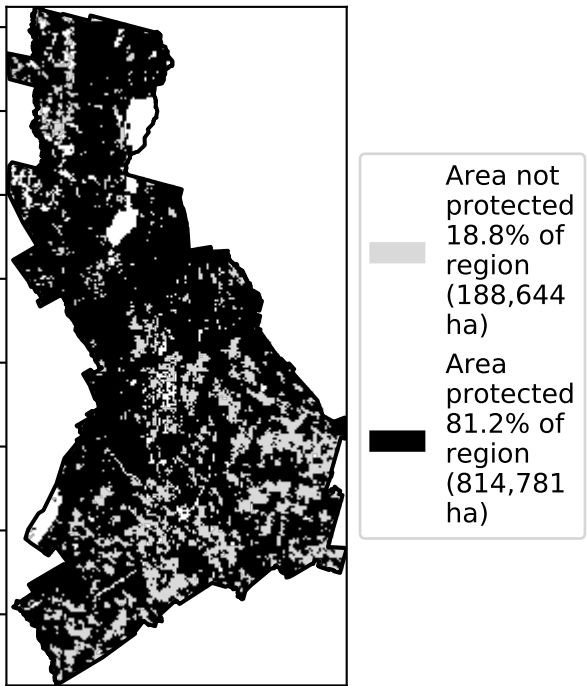 Area not
protected
18.8% of
region
(188,644
ha)
Area
protected
81.2% of
region
(814,781
ha)